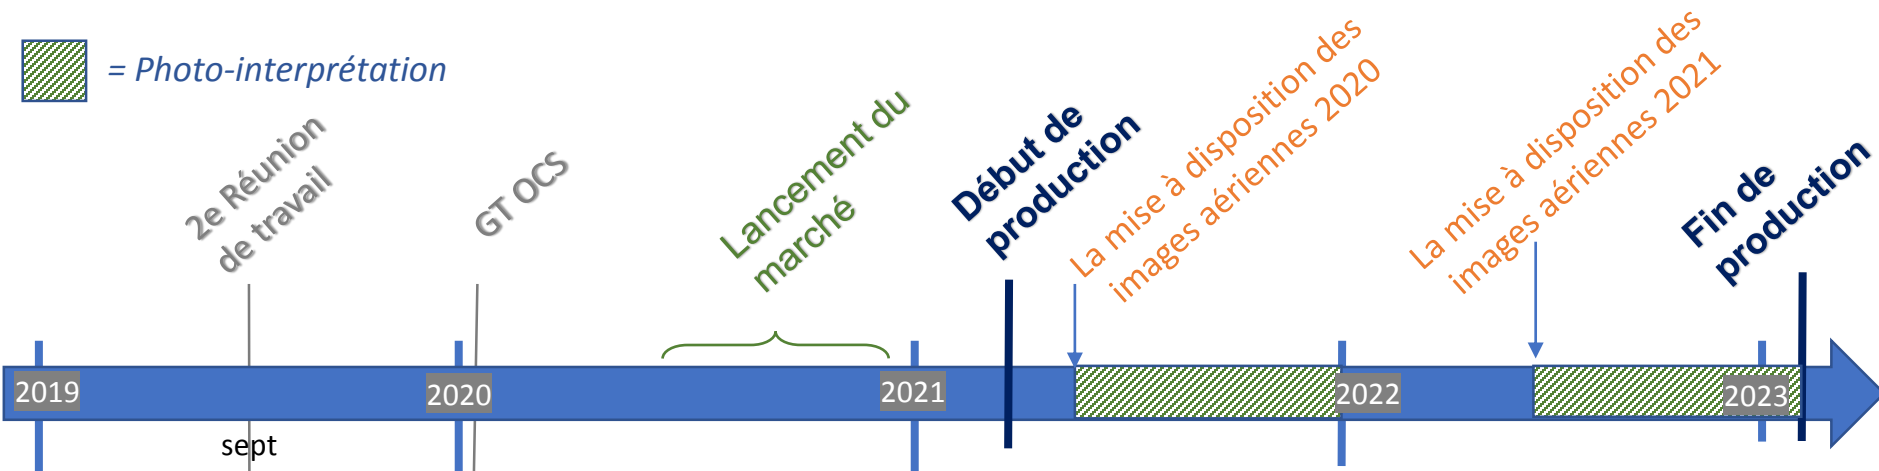 = Photo-interprétation
2e Réunion
de travail
GT OCS
Lancement du
marché
Début de
production
La mise à disposition des
images aériennes 2020
La mise à disposition des
images aériennes 2021
Fin de
production
2019
2020
2021
2022
2023
sept